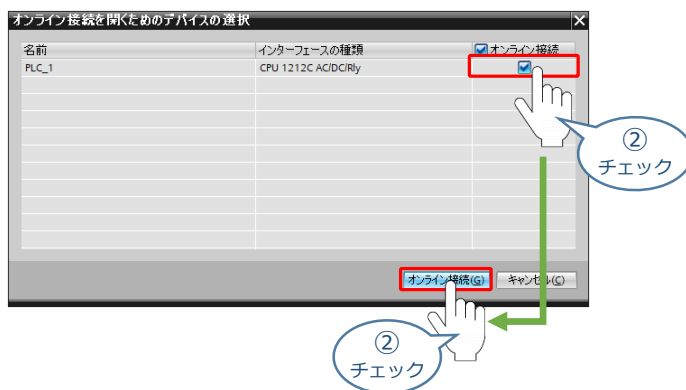 オンライン接続を開くためのデバイスの選択
名前 インターフェースの種類 オンライン接続
PLC_1 CPU 1212C AC/DC/Rly
②
チェック
オンライン接続(G) キャンセル(C)
②
チェック